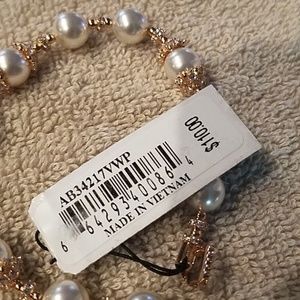 $110.00
AB34217VWP
6 64293 40086 4
MADE IN VIETNAM